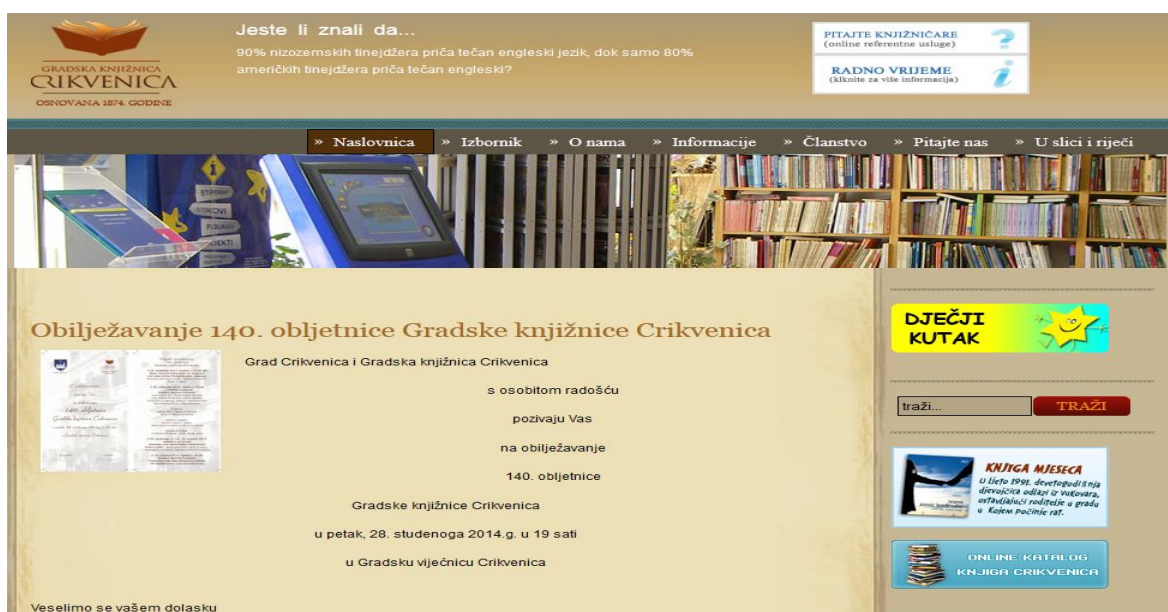 GRADSKA KNJIŽNICA
CRIKVENICA
OSNOVANA 1874. GODINE
Jeste li znali da...
90% nizozemskih tinejdžera priča tečan engleski jezik, dok samo 80%
američkih tinejdžera priča tečan engleski?
PITAJTE KNJIŽNIČARE
(online referentne usluge)
?
RADNO VRIJEME
(kliknite za više informacija)
i
» Naslovnica » Izbornik » O nama » Informacije » Članstvo » Pitajte nas » U slici i riječi
i
Obilježavanje 140. obljetnice Gradske knjižnice Crikvenica
Grad Crikvenica i Gradska knjižnica Crikvenica
s osobitom radošću
pozivaju Vas
na obilježavanje
140. obljetnice
Gradske knjižnice Crikvenica
u petak, 28. studenoga 2014.g. u 19 sati
u Gradsku vijećnicu Crikvenica
Veselimo se vašem dolasku
DJEČJI
KUTAK
traži... TRAŽI
KNJIGA MJESECA
U ljeto 1991. devetogodišnja
djevojčica odlazi iz Vukovara,
ostavljajući roditelje u gradu
u kojem počinje rat.
ONLINE KATALOG
KNJIGA CRIKVENICA